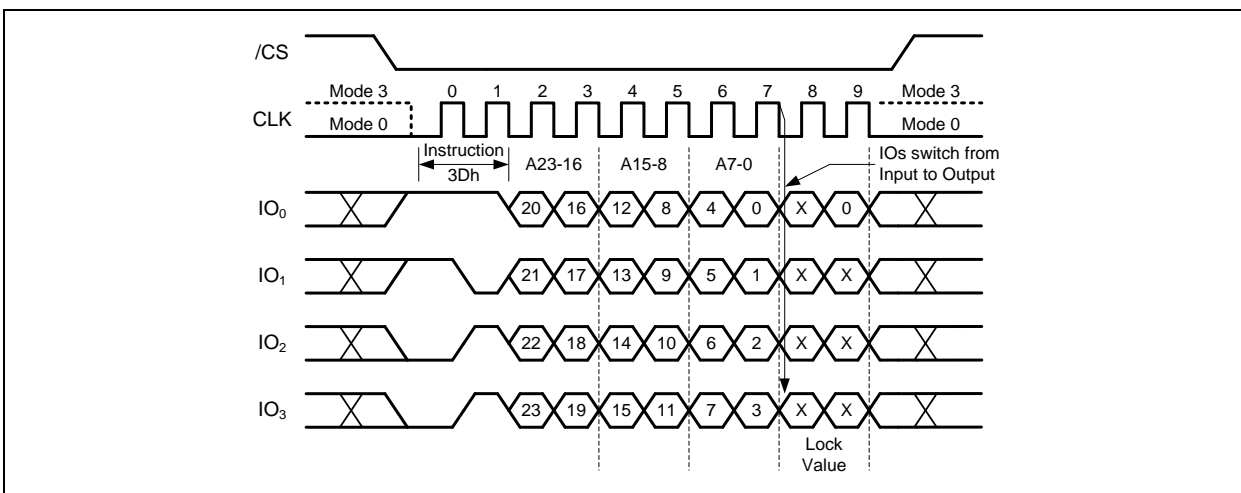 /CS
Mode 3 0 1 2 3 4 5 6 7 8 9 Mode 3
CLK Mode 0 Mode 0
Instruction A23-16 A15-8 A7-0 IOs switch from
3Dh Input to Output
IO₀ 20 16 12 8 4 0 X 0
IO₁ 21 17 13 9 5 1 X X
IO₂ 22 18 14 10 6 2 X X
IO₃ 23 19 15 11 7 3 X X
Lock
Value